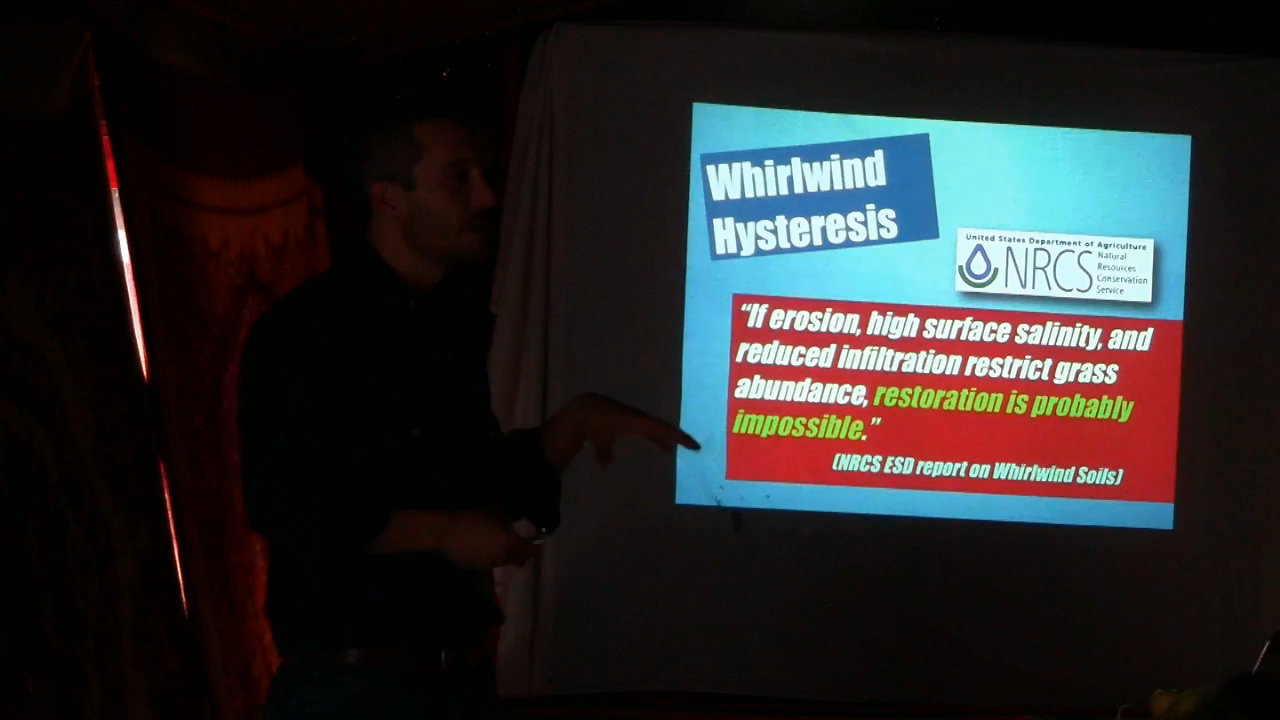 Whirlwind
Hysteresis
United States Department of Agriculture
NRCS
Natural
Resources
Conservation
Service
“If erosion, high surface salinity, and
reduced infiltration restrict grass
abundance, restoration is probably
impossible.”
(NRCS ESD report on Whirlwind Soils)